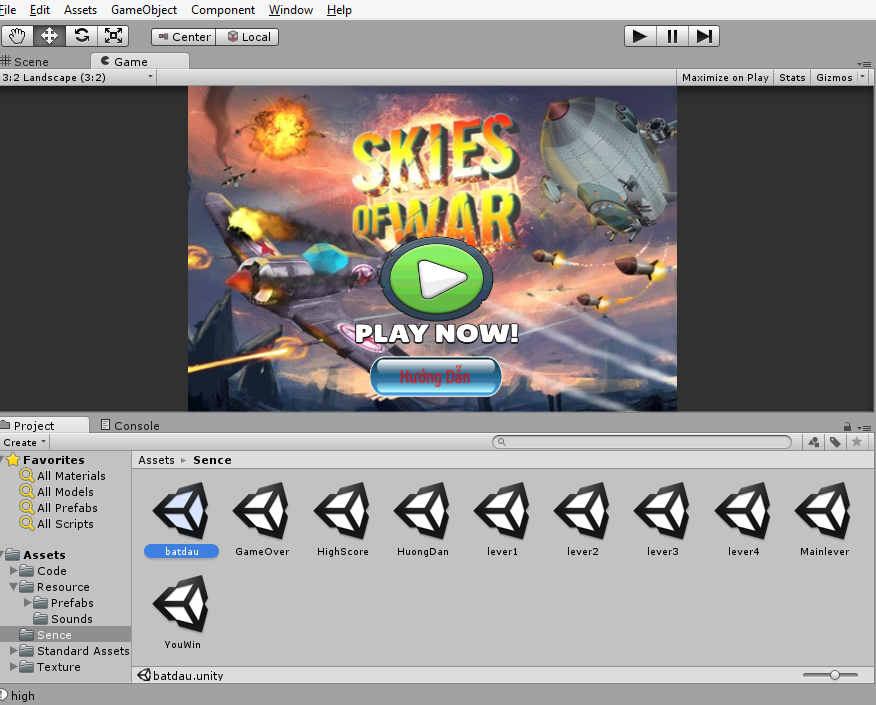 File Edit Assets GameObject Component Window Help
Center Local
Scene Game
3:2 Landscape (3:2) Maximize on Play Stats Gizmos
SKIES
OF WAR
PLAY NOW!
Hướng Dẫn
Project Console
Create
Favorites Assets Sence
All Materials
All Models
All Prefabs
All Scripts
batdau GameOver HighScore HuongDan lever1 lever2 lever3 lever4 Mainlever
Assets
Code
Resource
Prefabs
Sounds
Sence
YouWin
Standard Assets
Texture
batdau.unity
high